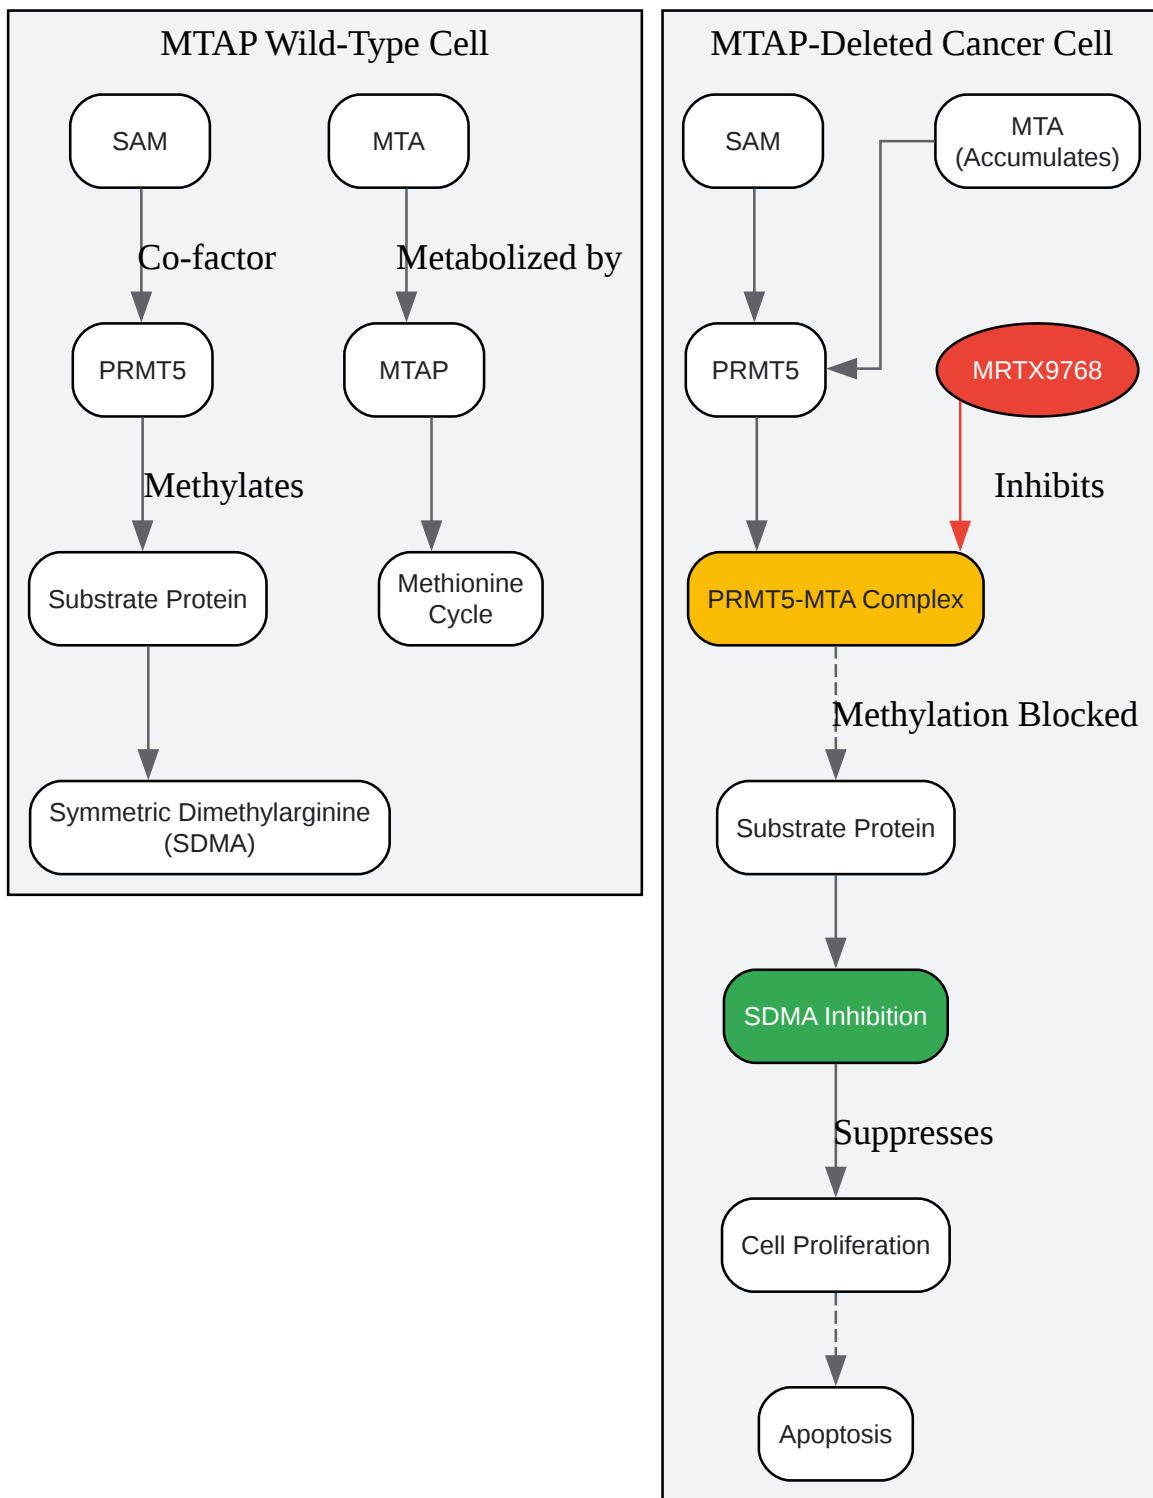 MTAP Wild-Type Cell
SAM
MTA
Co-factor
Metabolized by
PRMT5
MTAP
Methylates
Substrate Protein
Methionine
Cycle
Symmetric Dimethylarginine
(SDMA)
MTAP-Deleted Cancer Cell
SAM
MTA
(Accumulates)
PRMT5
MRTX9768
Inhibits
PRMT5-MTA Complex
Methylation Blocked
Substrate Protein
SDMA Inhibition
Suppresses
Cell Proliferation
Apoptosis